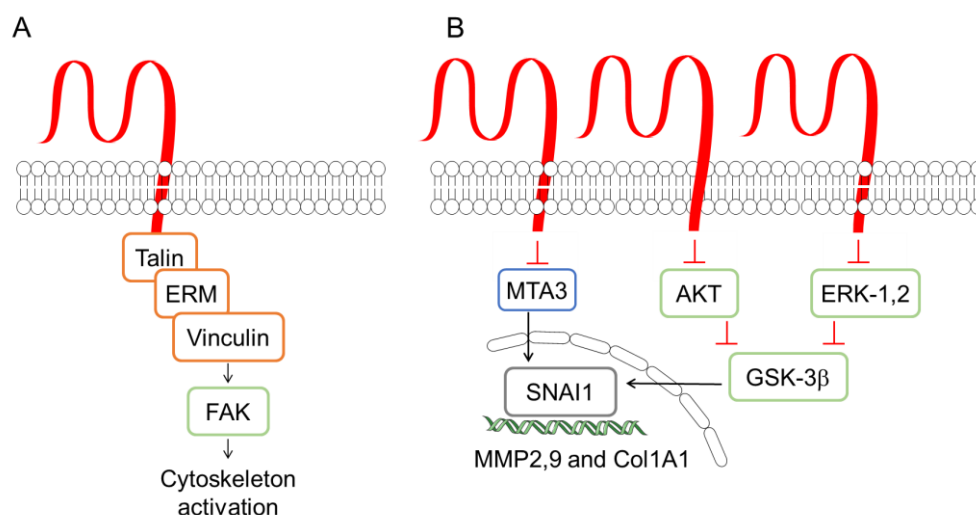 A
Talin
ERM
Vinculin
FAK
Cytoskeleton
activation
B
MTA3
AKT
ERK-1,2
GSK-3β
SNAI1
MMP2,9 and Col1A1